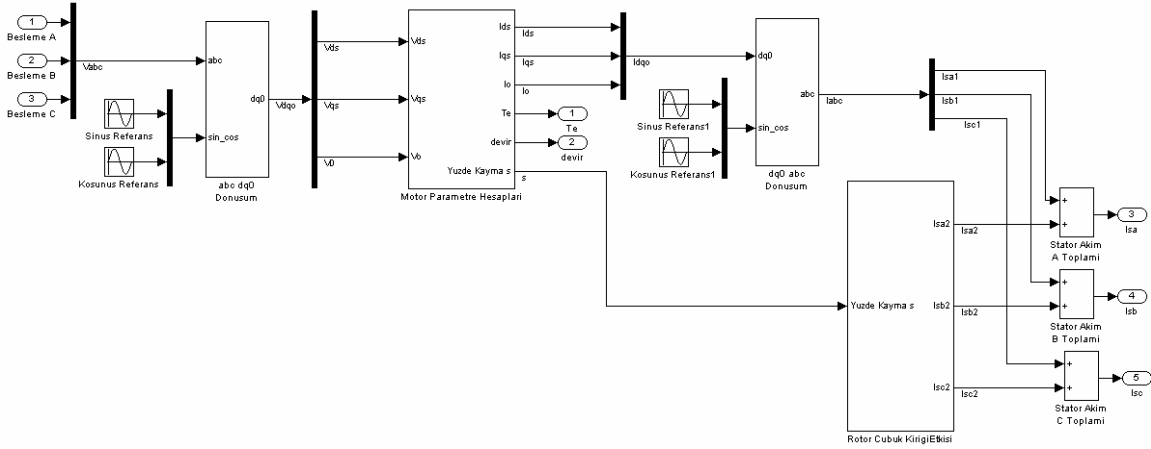 1
Besleme A
2
Besleme B
3
Besleme C
Vabc
Sinus Referans
Kosunus Referans
abc
sin_cos
dq0
abc dq0
Donusum
Vdqo
Vds
Vqs
V0
Vds
Vqs
Vo
Ids
Iqs
Io
Te
devir
Yuzde Kayma s
Motor Parametre Hesaplari
Ids
Iqs
Io
1
Te
2
devir
s
Idqo
Sinus Referans1
Kosunus Referans1
dq0
sin_cos
abc
dq0 abc
Donusum
Iabc
Isa1
Isb1
Isc1
Yuzde Kayma s
Isa2
Isb2
Isc2
Rotor Cubuk KirigiEtkisi
Isa2
Isb2
Isc2
+
+
Stator Akim
A Toplami
3
Isa
+
+
Stator Akim
B Toplami
4
Isb
+
+
Stator Akim
C Toplami
5
Isc